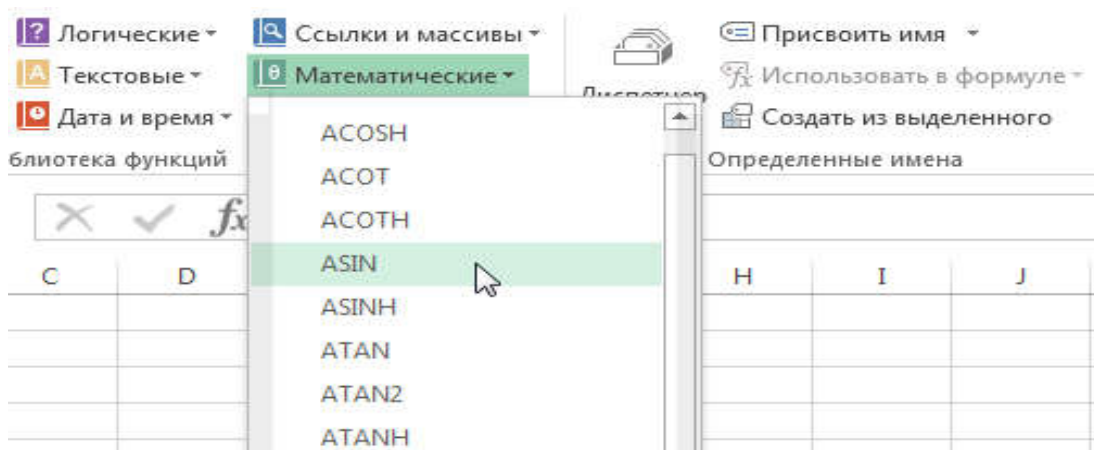 Логические Ссылки и массивы Присвоить имя
Текстовые Математические Использовать в формуле
Дата и время Диспетчер Создать из выделенного
блиотека функций Определенные имена
fx
ACOSH
ACOT
ACOTH
ASIN
ASINH
ATAN
ATAN2
ATANH
C D H I J